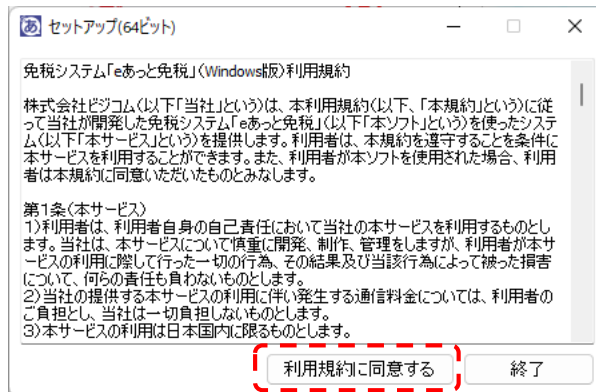 あ セットアップ(64ビット)
免税システム「eあっと免税」(Windows版)利用規約
株式会社ビジコム(以下「当社」という)は、本利用規約(以下、「本規約」という)に従
って当社が開発した免税システム「eあっと免税」(以下「本ソフト」という)を使ったシステ
ム(以下「本サービス」という)を提供します。利用者は、本規約を遵守することを条件に
本サービスを利用することができます。また、利用者が本ソフトを使用された場合、利用
者は本規約に同意いただいたものとみなします。
第1条(本サービス)
1)利用者は、利用者自身の自己責任において当社の本サービスを利用するものとし
ます。当社は、本サービスについて慎重に開発、制作、管理をしますが、利用者が本サ
ービスの利用に際して行った一切の行為、その結果及び当該行為によって被った損害
について、何らの責任も負わないものとします。
2)当社の提供する本サービスの利用に伴い発生する通信料金については、利用者の
ご負担とし、当社は一切負担しないものとします。
3)本サービスの利用は日本国内に限るものとします。
利用規約に同意する 終了